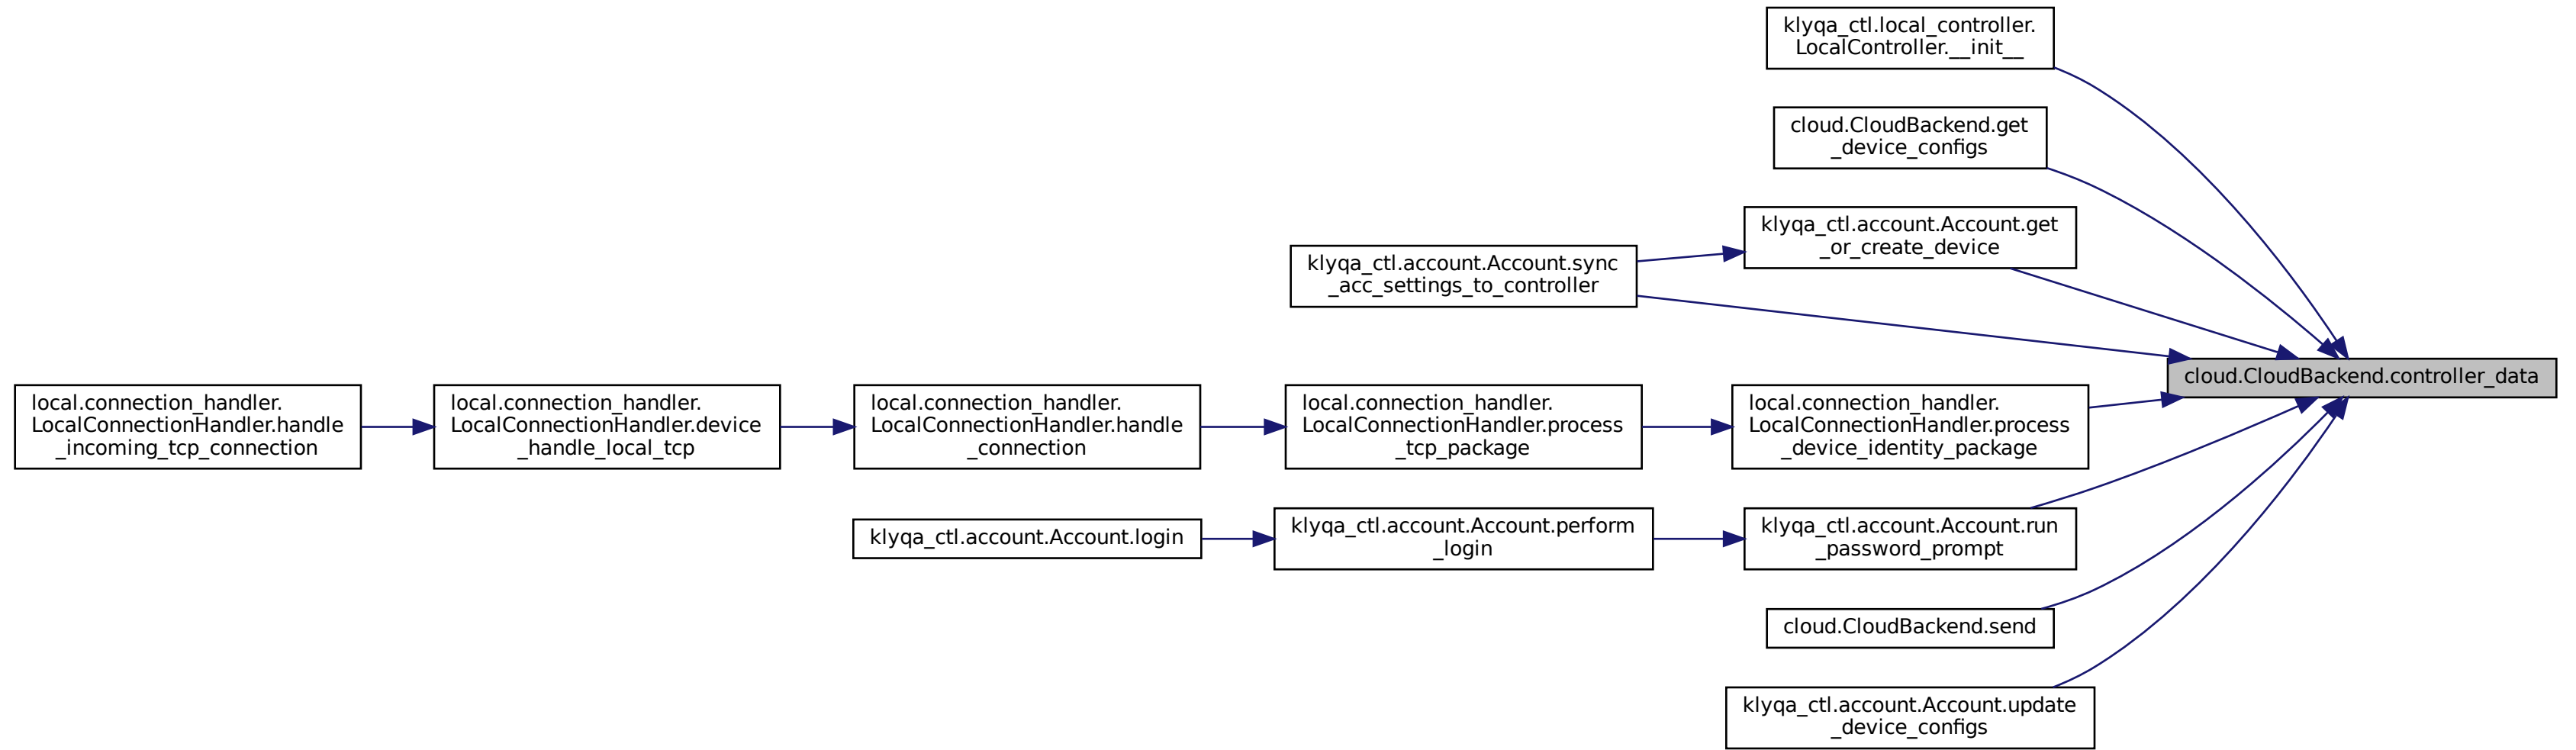 klyqa_ctl.local_controller.
LocalController.__init__
cloud.CloudBackend.get
_device_configs
klyqa_ctl.account.Account.get
_or_create_device
klyqa_ctl.account.Account.sync
_acc_settings_to_controller
cloud.CloudBackend.controller_data
local.connection_handler.
LocalConnectionHandler.handle
_incoming_tcp_connection
local.connection_handler.
LocalConnectionHandler.device
_handle_local_tcp
local.connection_handler.
LocalConnectionHandler.handle
_connection
local.connection_handler.
LocalConnectionHandler.process
_tcp_package
local.connection_handler.
LocalConnectionHandler.process
_device_identity_package
klyqa_ctl.account.Account.login
klyqa_ctl.account.Account.perform
_login
klyqa_ctl.account.Account.run
_password_prompt
cloud.CloudBackend.send
klyqa_ctl.account.Account.update
_device_configs